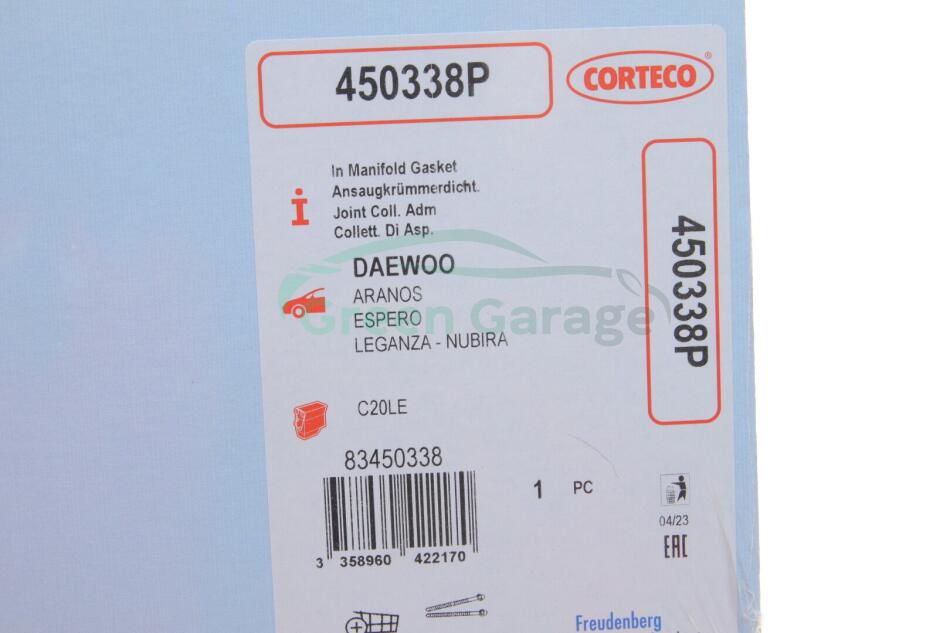 450338P
CORTECO
®
In Manifold Gasket
Ansaugkrümmerdicht.
Joint Coll. Adm
Collett. Di Asp.
DAEWOO
ARANOS
ESPERO
LEGANZA - NUBIRA
Green Garage
450338P
C20LE
83450338
1 PC
3 358960 422170
04/23
EAC
Freudenberg